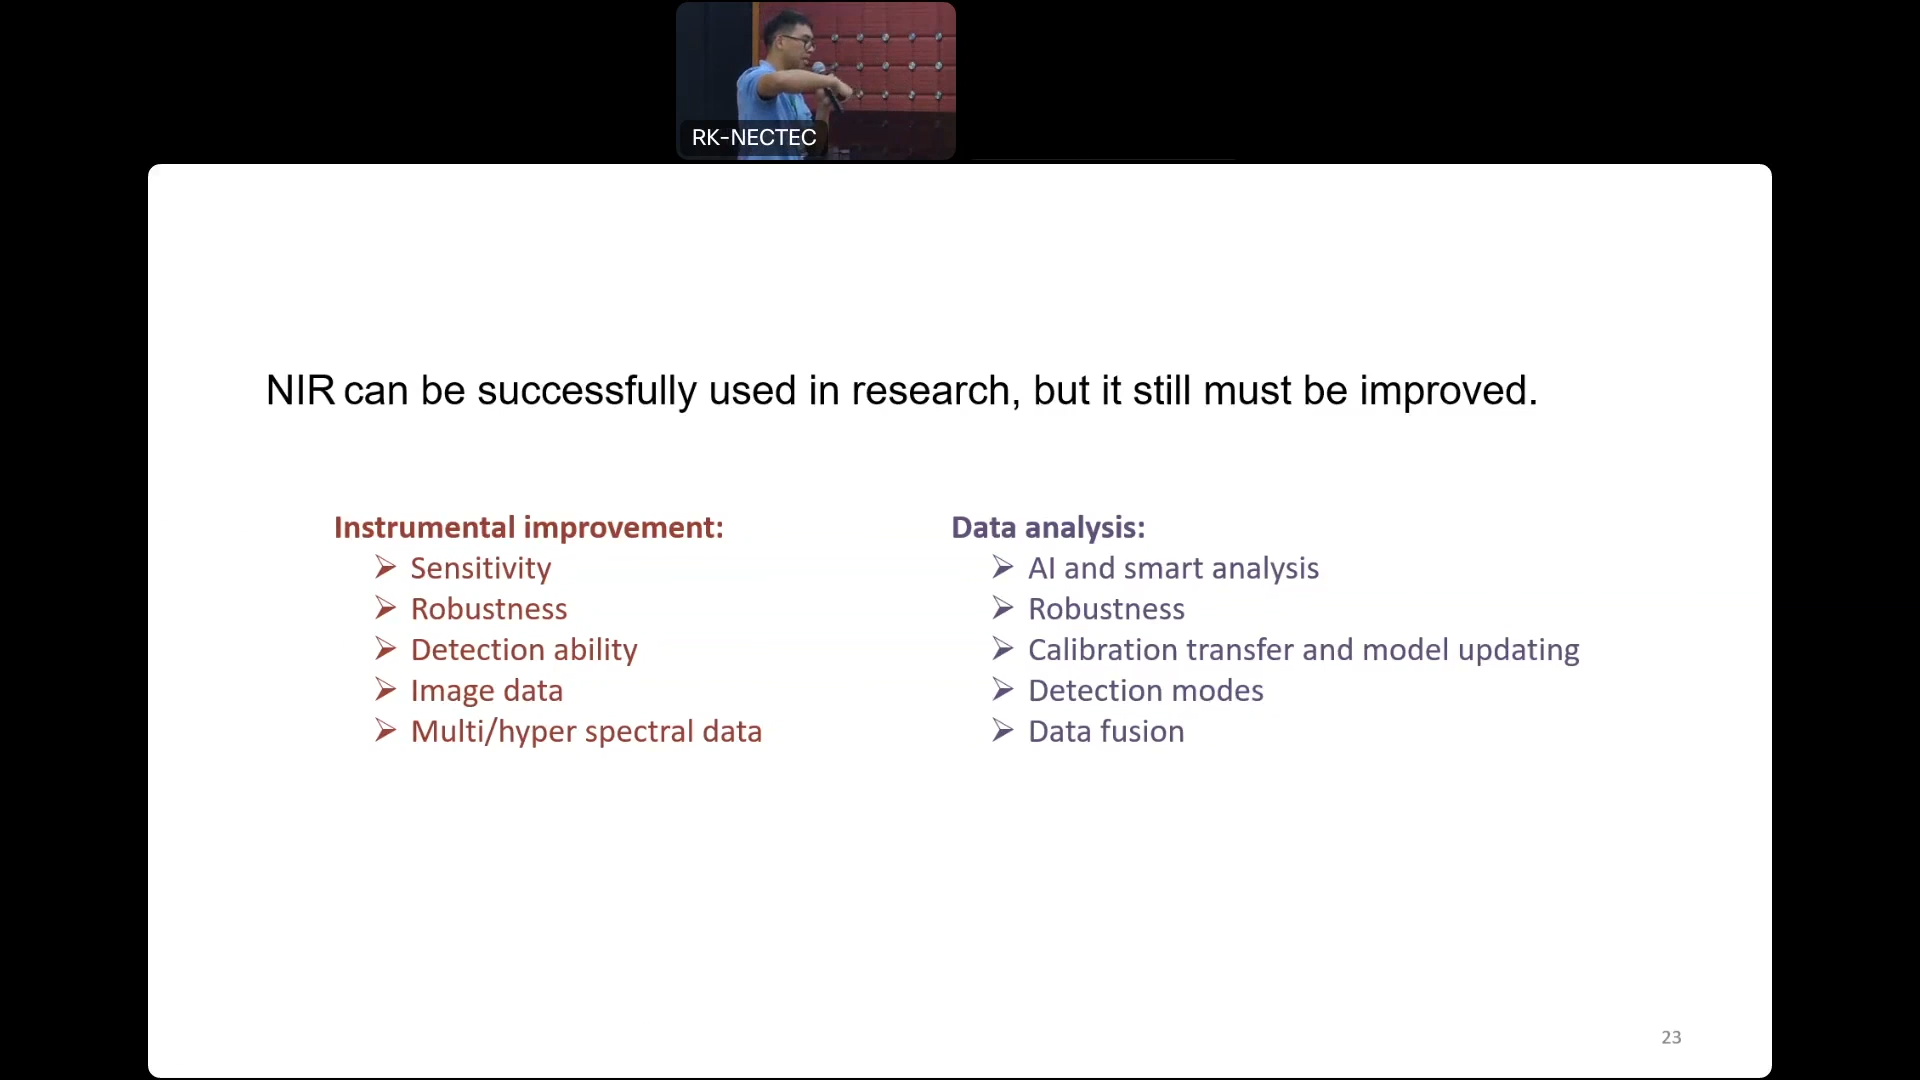 RK-NECTEC
NIR can be successfully used in research, but it still must be improved.
Instrumental improvement:
➢ Sensitivity
➢ Robustness
➢ Detection ability
➢ Image data
➢ Multi/hyper spectral data
Data analysis:
➢ AI and smart analysis
➢ Robustness
➢ Calibration transfer and model updating
➢ Detection modes
➢ Data fusion
23